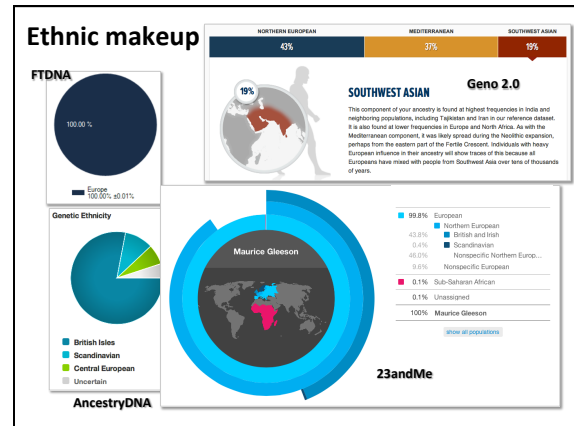 Ethnic makeup
FTDNA
100.00 %
Europe
100.00% ±0.01%
NORTHERN EUROPEAN
MEDITERRANEAN
SOUTHWEST ASIAN
43%
37%
19%
Geno 2.0
19%
SOUTHWEST ASIAN
This component of your ancestry is found at highest frequencies in India and
neighboring populations, including Tajikistan and Iran in our reference dataset.
It is also found at lower frequencies in Europe and North Africa. As with the
Mediterranean component, it was likely spread during the Neolithic expansion,
perhaps from the eastern part of the Fertile Crescent. Individuals with heavy
European influence in their ancestry will show traces of this because all
Europeans have mixed with people from Southwest Asia over tens of thousands
of years.
Genetic Ethnicity
British Isles
Scandinavian
Central European
Uncertain
AncestryDNA
Maurice Gleeson
99.8% European
Northern European
43.8% British and Irish
0.4% Scandinavian
46.0% Nonspecific Northern Europ...
9.6% Nonspecific European
0.1% Sub-Saharan African
0.1% Unassigned
100% Maurice Gleeson
show all populations
23andMe